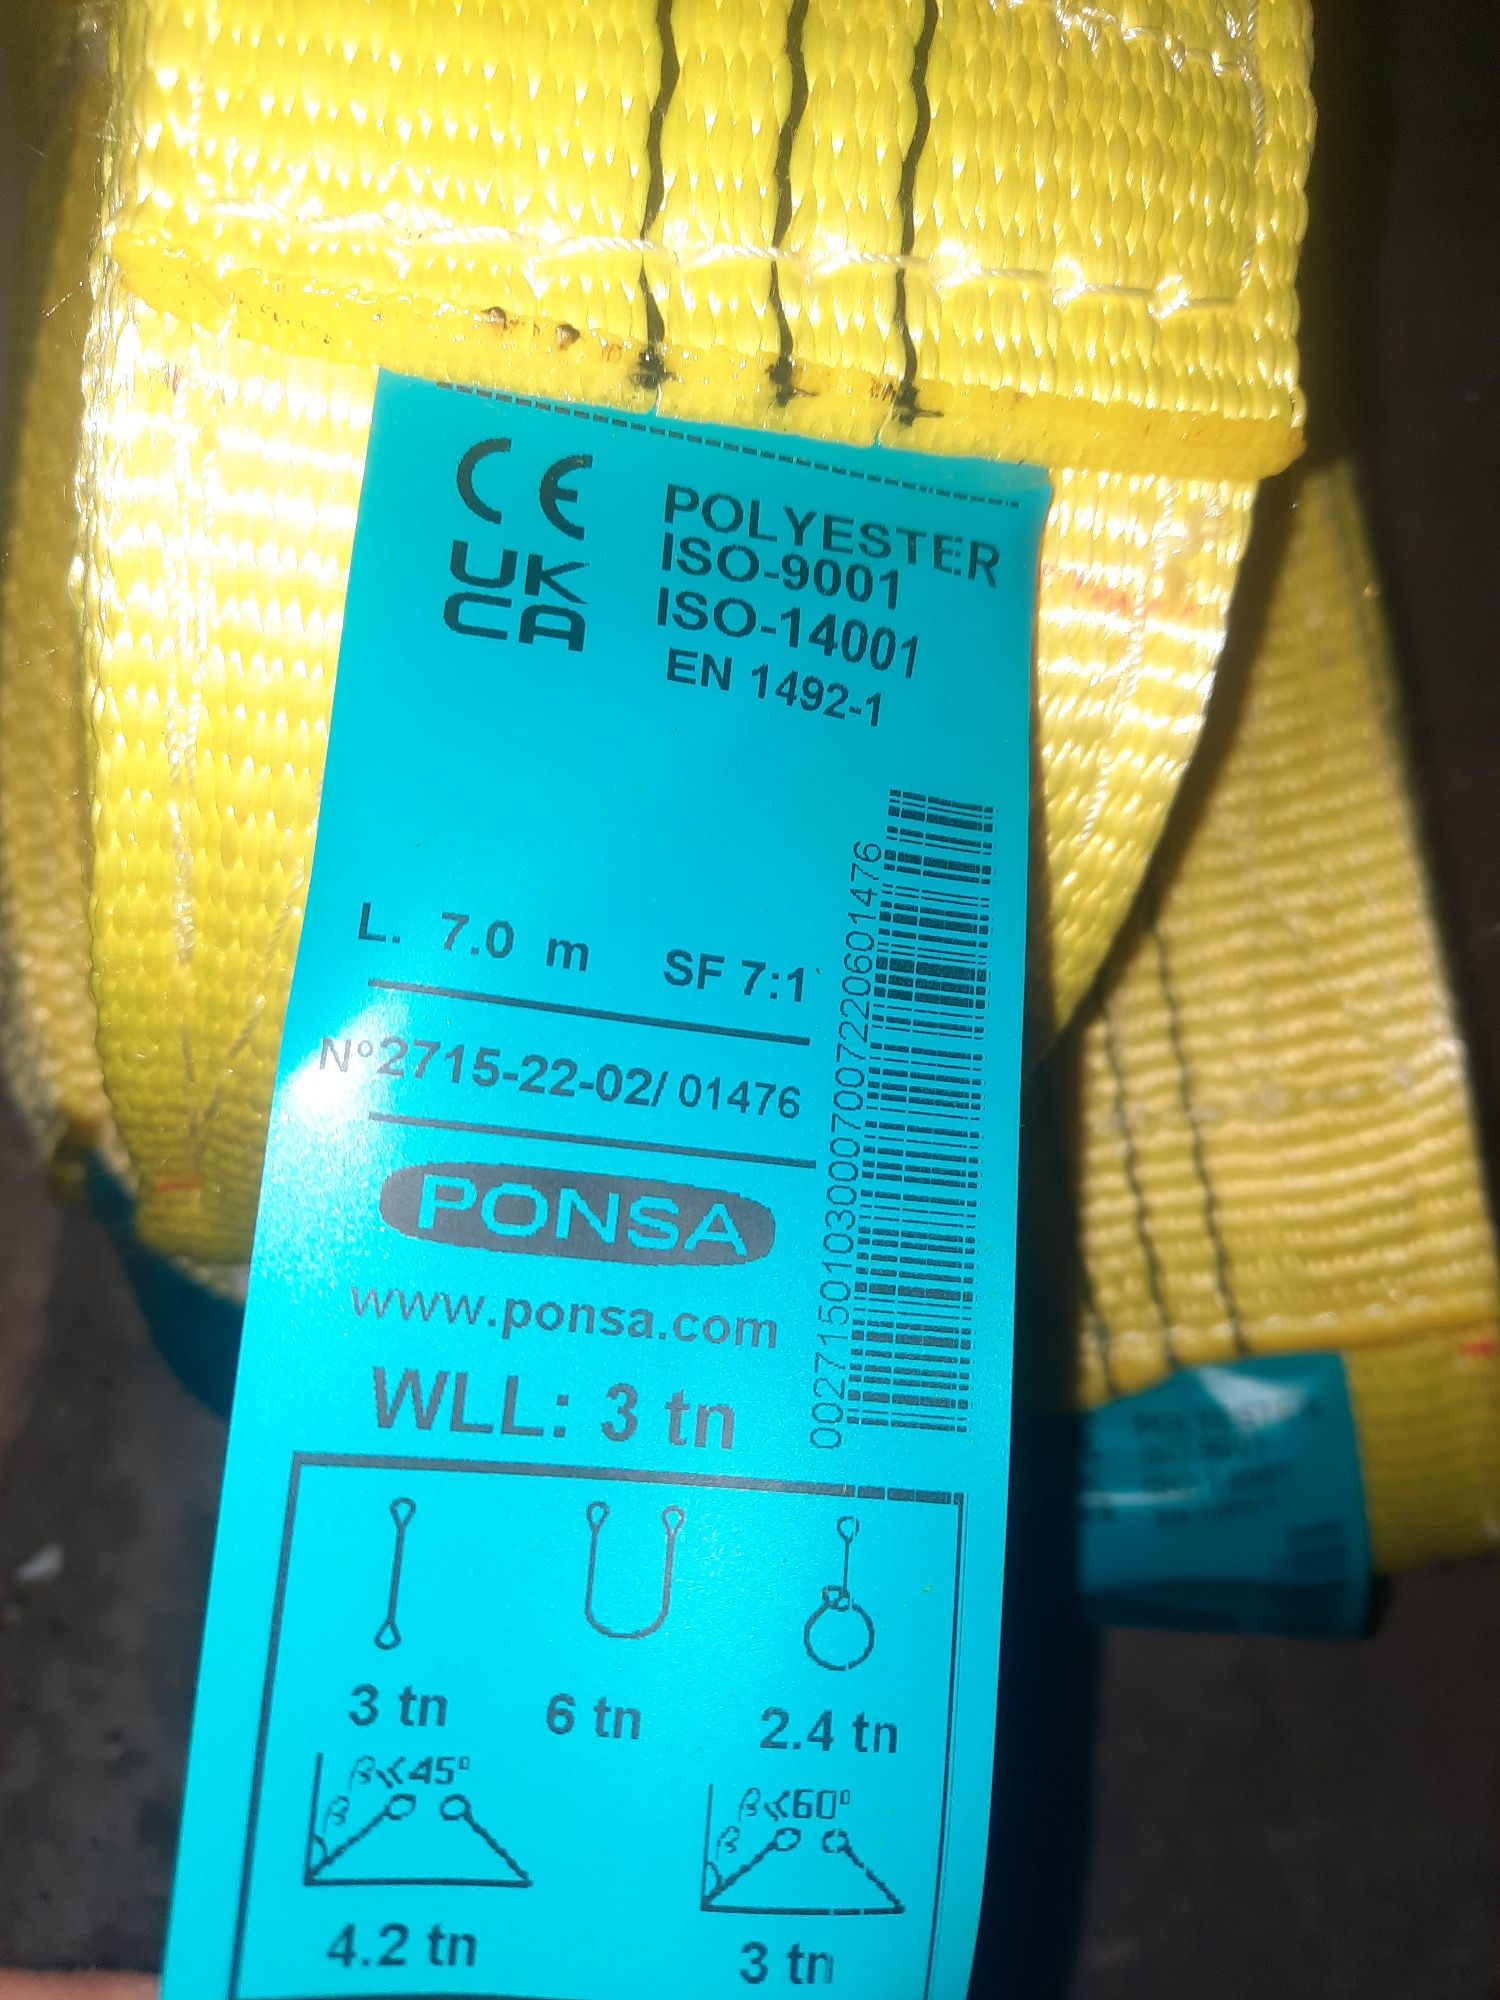 CE
UK
CA
POLYESTER
ISO-9001
ISO-14001
EN 1492-1
L. 7.0 m SF 7:1
N°2715-22-02/ 01476
PONSA
www.ponsa.com
WLL: 3 tn
3 tn 6 tn 2.4 tn
β⩽45°
β
4.2 tn
β⩽60°
β
3 tn